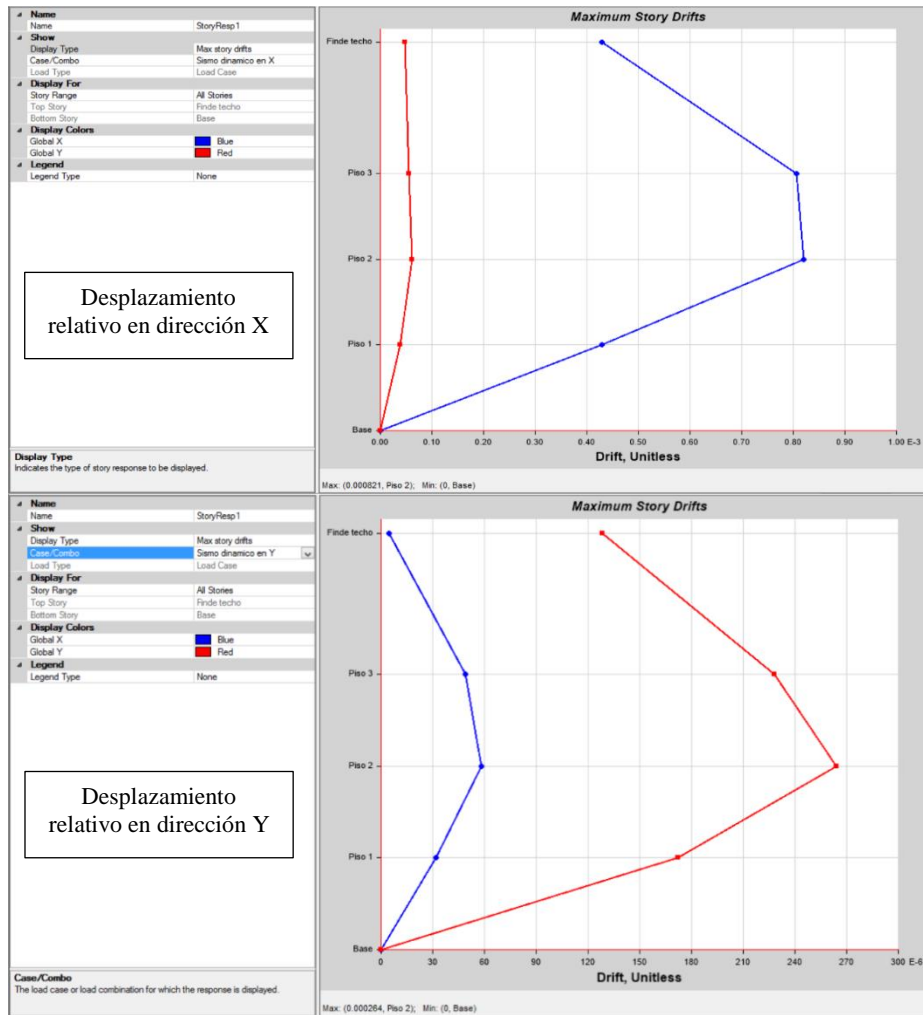 Name
Name StoryResp1
Show
Display Type Max story drifts
Case/Combo Sismo dinamico en X
Load Type Load Case
Display For
Story Range All Stories
Top Story Finde techo
Bottom Story Base
Display Colors
Global X Blue
Global Y Red
Legend
Legend Type None
Desplazamiento
relativo en dirección X
Display Type
Indicates the type of story response to be displayed.
Maximum Story Drifts
Finde techo
Piso 3
Piso 2
Piso 1
Base
0.00 0.10 0.20 0.30 0.40 0.50 0.60 0.70 0.80 0.90 1.00 E-3
Drift, Unitless
Max: (0.000821, Piso 2); Min: (0, Base)
Name
Name StoryResp1
Show
Display Type Max story drifts
Case/Combo Sismo dinamico en Y
Load Type Load Case
Display For
Story Range All Stories
Top Story Finde techo
Bottom Story Base
Display Colors
Global X Blue
Global Y Red
Legend
Legend Type None
Desplazamiento
relativo en dirección Y
Case/Combo
The load case or load combination for which the response is displayed.
Maximum Story Drifts
Finde techo
Piso 3
Piso 2
Piso 1
Base
0 30 60 90 120 150 180 210 240 270 300 E-6
Drift, Unitless
Max: (0.000264, Piso 2); Min: (0, Base)